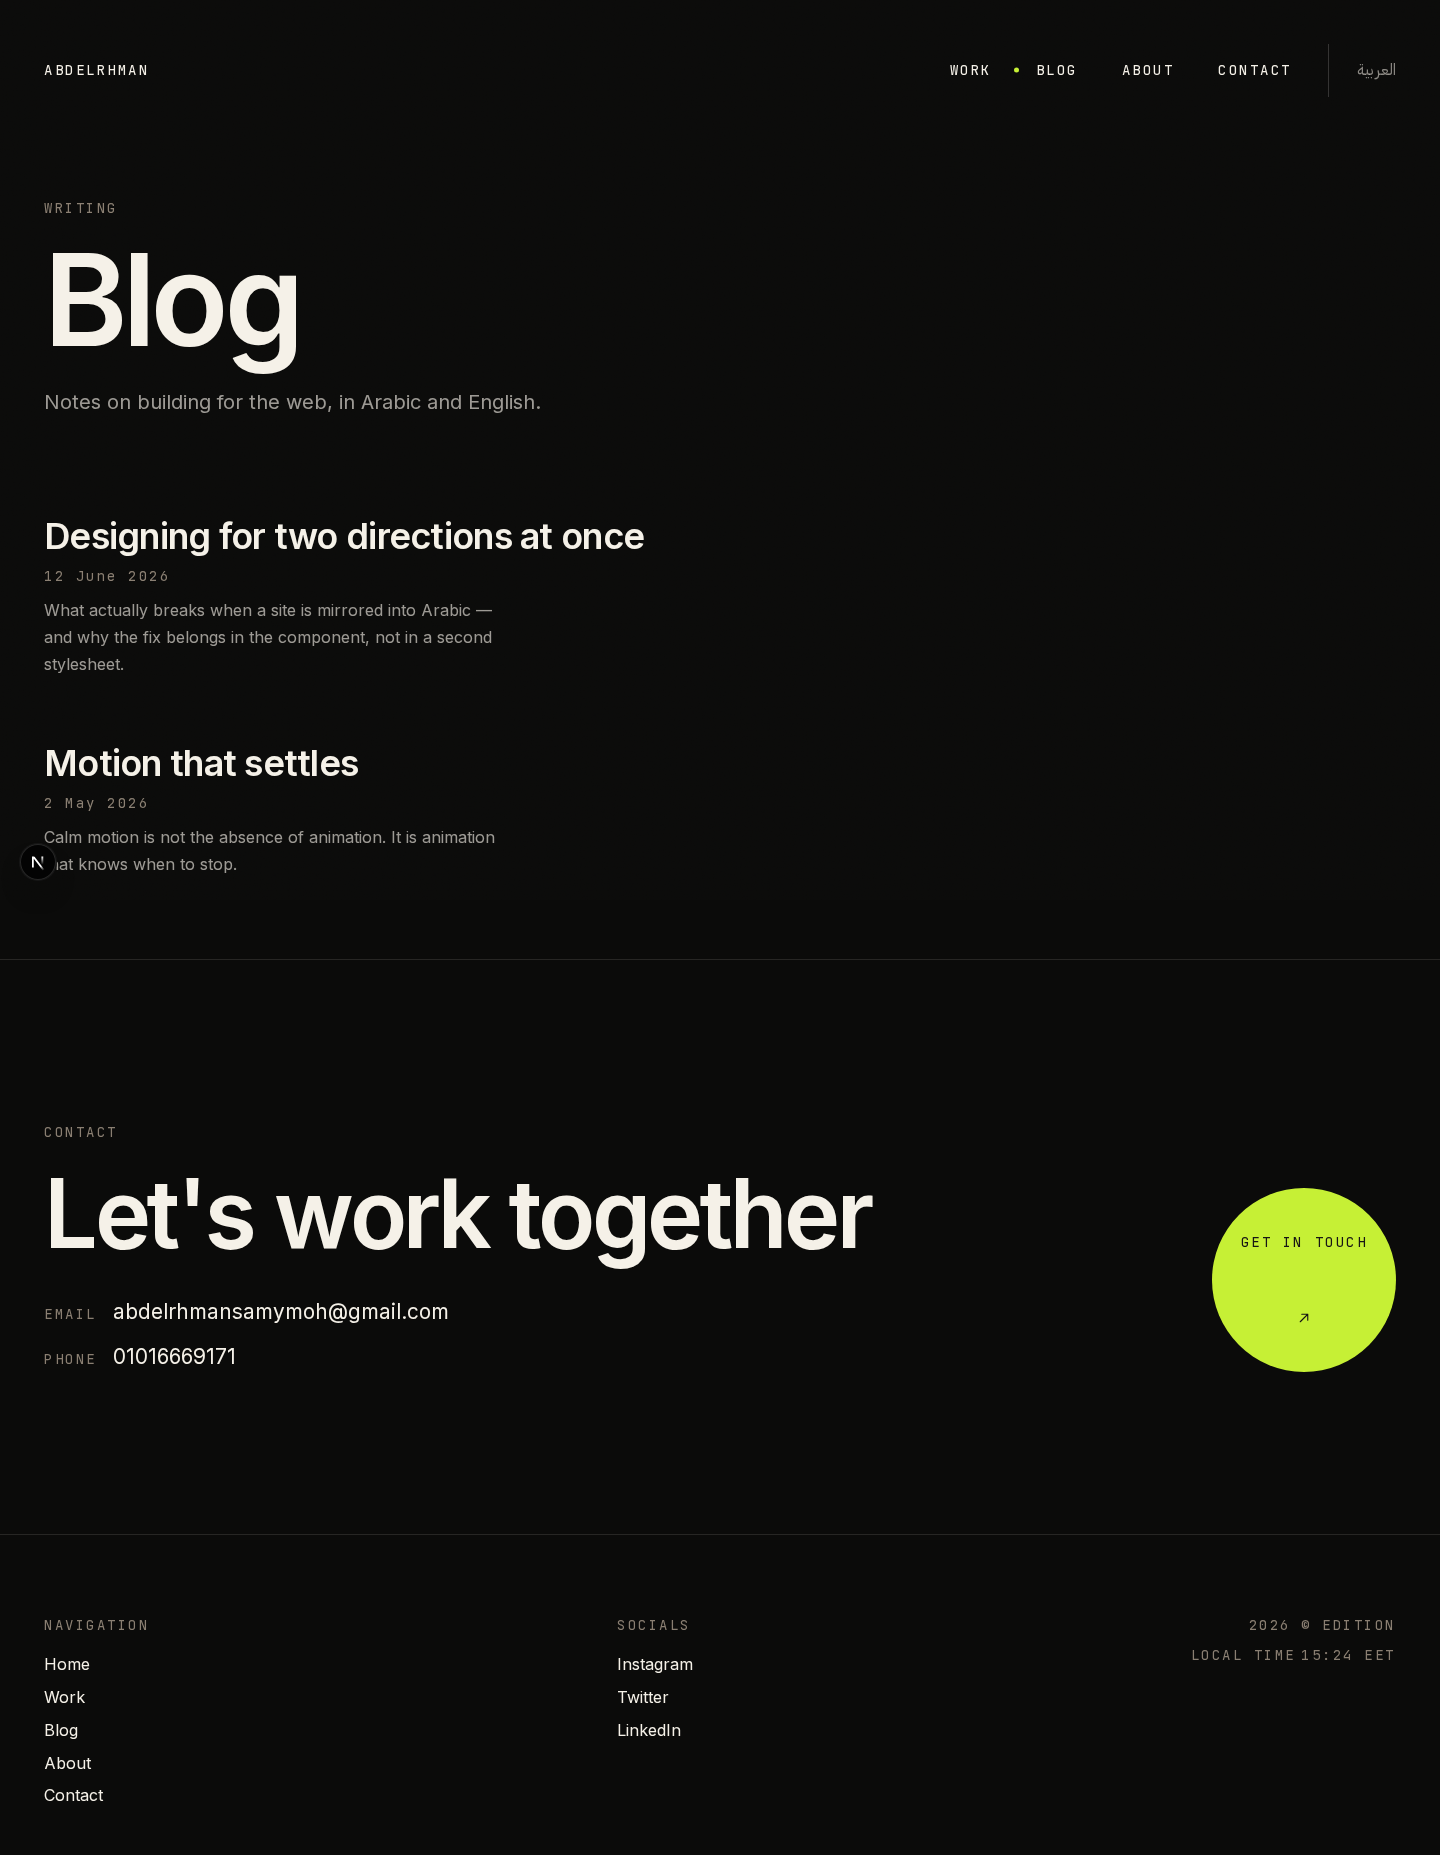 ABDELRHMAN
WORK • BLOG ABOUT CONTACT العربية
WRITING
Blog
Notes on building for the web, in Arabic and English.
Designing for two directions at once
12 June 2026
What actually breaks when a site is mirrored into Arabic —
and why the fix belongs in the component, not in a second
stylesheet.
Motion that settles
2 May 2026
Calm motion is not the absence of animation. It is animation
N
knows when to stop.
CONTACT
Let's work together
EMAIL abdelrhmansamymoh@gmail.com
PHONE 01016669171
GET IN TOUCH
↗
NAVIGATION
Home
Work
Blog
About
Contact
SOCIALS
Instagram
Twitter
LinkedIn
2026 © EDITION
LOCAL TIME 15:24 EET